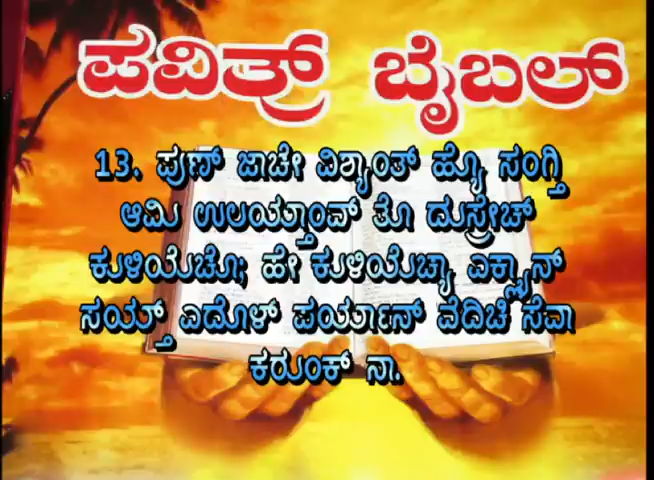 ಪವಿತ್ರ್ ಬೈಬಲ್
13. ಪುಣ್ ಜಾಚೇ ವಿಶ್ಯಾಂತ್ ಹ್ಯೊ ಸಂಗ್ತಿ
ಆಮಿ ಉಲಯ್ತಾಂವ್ ತೊ ದುಸ್ರೇಚ್
ಕುಳಿಯೆಚೊ; ಹೇ ಕುಳಿಯೆಚ್ಯಾ ಎಕ್ಲ್ಯಾನ್
ಸಯ್ತ್ ಎದೊಳ್ ಪರ್ಯಾನ್ ವೆದಿಚಿ ಸೆವಾ
ಕರುಂಕ್ ನಾ.